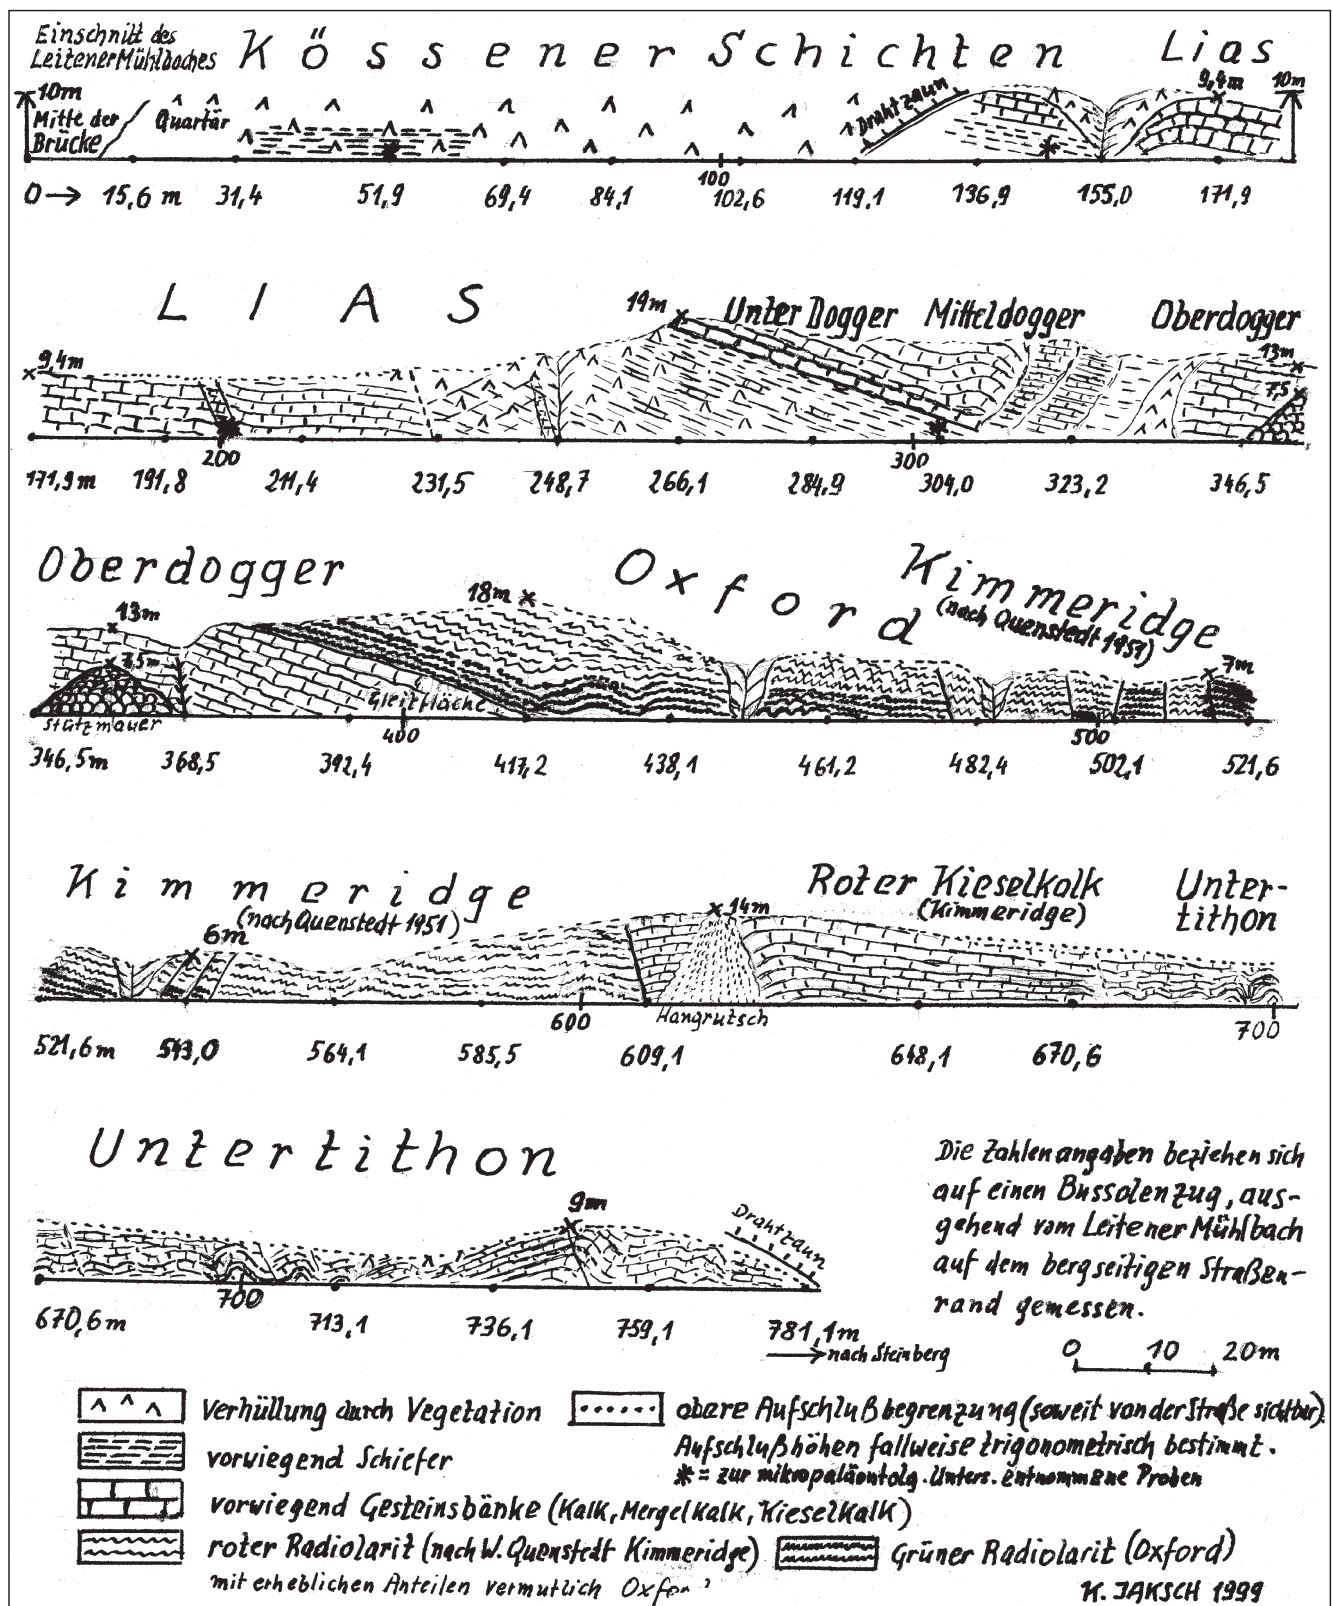 Einschnitt des
Leitener Mühlbaches
Kössener Schichten
Lias
10m
9,4m
10m
Mitte der
Brücke
Quartär
Drahtzaun
100
0 → 15,6 m 31,4 51,9 69,4 84,1 102,6 119,1 136,9 155,0 171,9
LIAS
19m
Unter Dogger
Mitteldogger
Oberdogger
9,4m
13m
7,5
200
300
171,9m 191,8 211,4 231,5 248,7 266,1 284,9 304,0 323,2 346,5
Oberdogger
Oxford
Kimmeridge
(nach Quenstedt 1951)
18m
13m
7,5m
7m
Gleitfläche
Stützmauer
400
500
346,5m 368,5 392,4 417,2 438,1 461,2 482,4 502,1 521,6
Kimmeridge
(nach Quenstedt 1951)
Roter Kieselkalk
(Kimmeridge)
Unter-
tithon
6m
14m
600
Hangrutsch
700
521,6m 543,0 564,1 585,5 609,1 648,1 670,6
Untertithon
9m
Drahtzaun
700
670,6m 713,1 736,1 759,1 781,1m
→ nach Steinberg
Die Zahlenangaben beziehen sich
auf einen Bussolenzug, aus-
gehend vom Leitener Mühlbach
auf dem bergseitigen Straßen-
rand gemessen.
0 10 20m
Verhüllung durch Vegetation
obere Aufschlußbegrenzung (soweit von der Straße sichtbar)
Aufschlußhöhen fallweise trigonometrisch bestimmt.
* = zur mikropaläontolg. Unters. entnommene Proben
vorwiegend Schiefer
vorwiegend Gesteinsbänke (Kalk, Mergelkalk, Kieselkalk)
roter Radiolarit (nach W. Quenstedt Kimmeridge)
Grüner Radiolarit (Oxford)
mit erheblichen Anteilen vermutlich
K. JAKSCH 1999